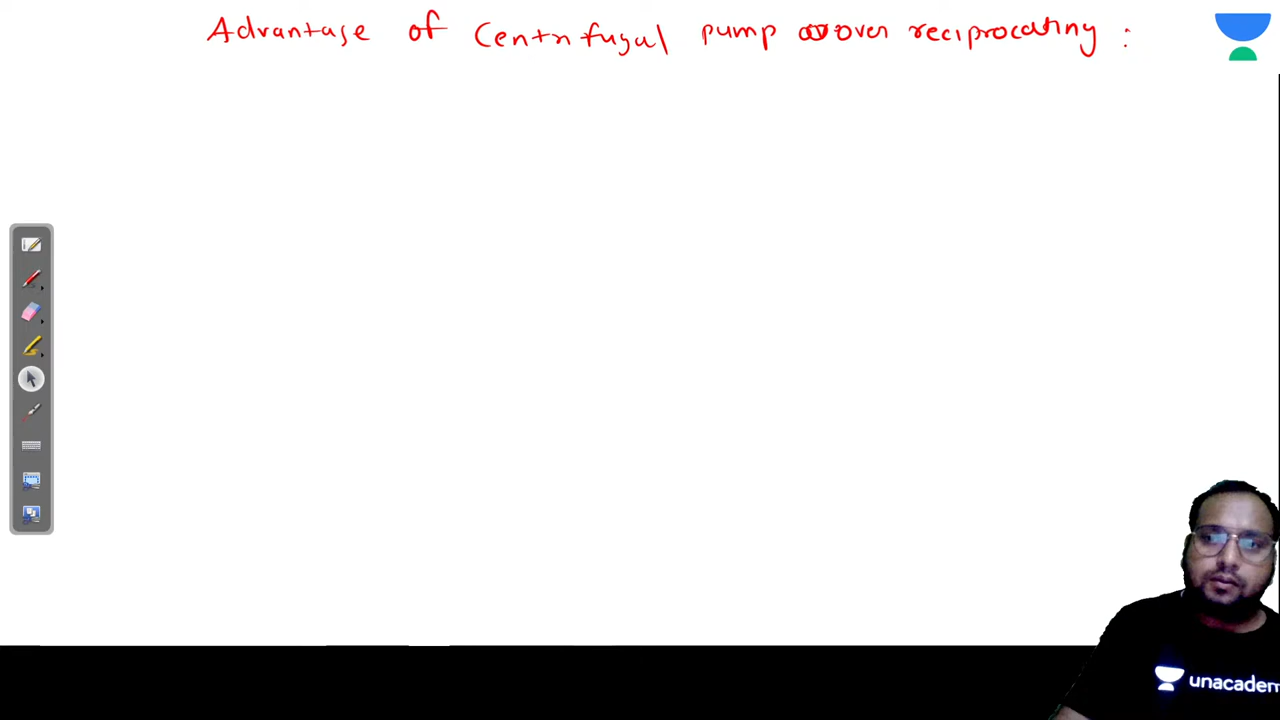 Advantage of Centrifugal pump over reciprocating :
unacadem